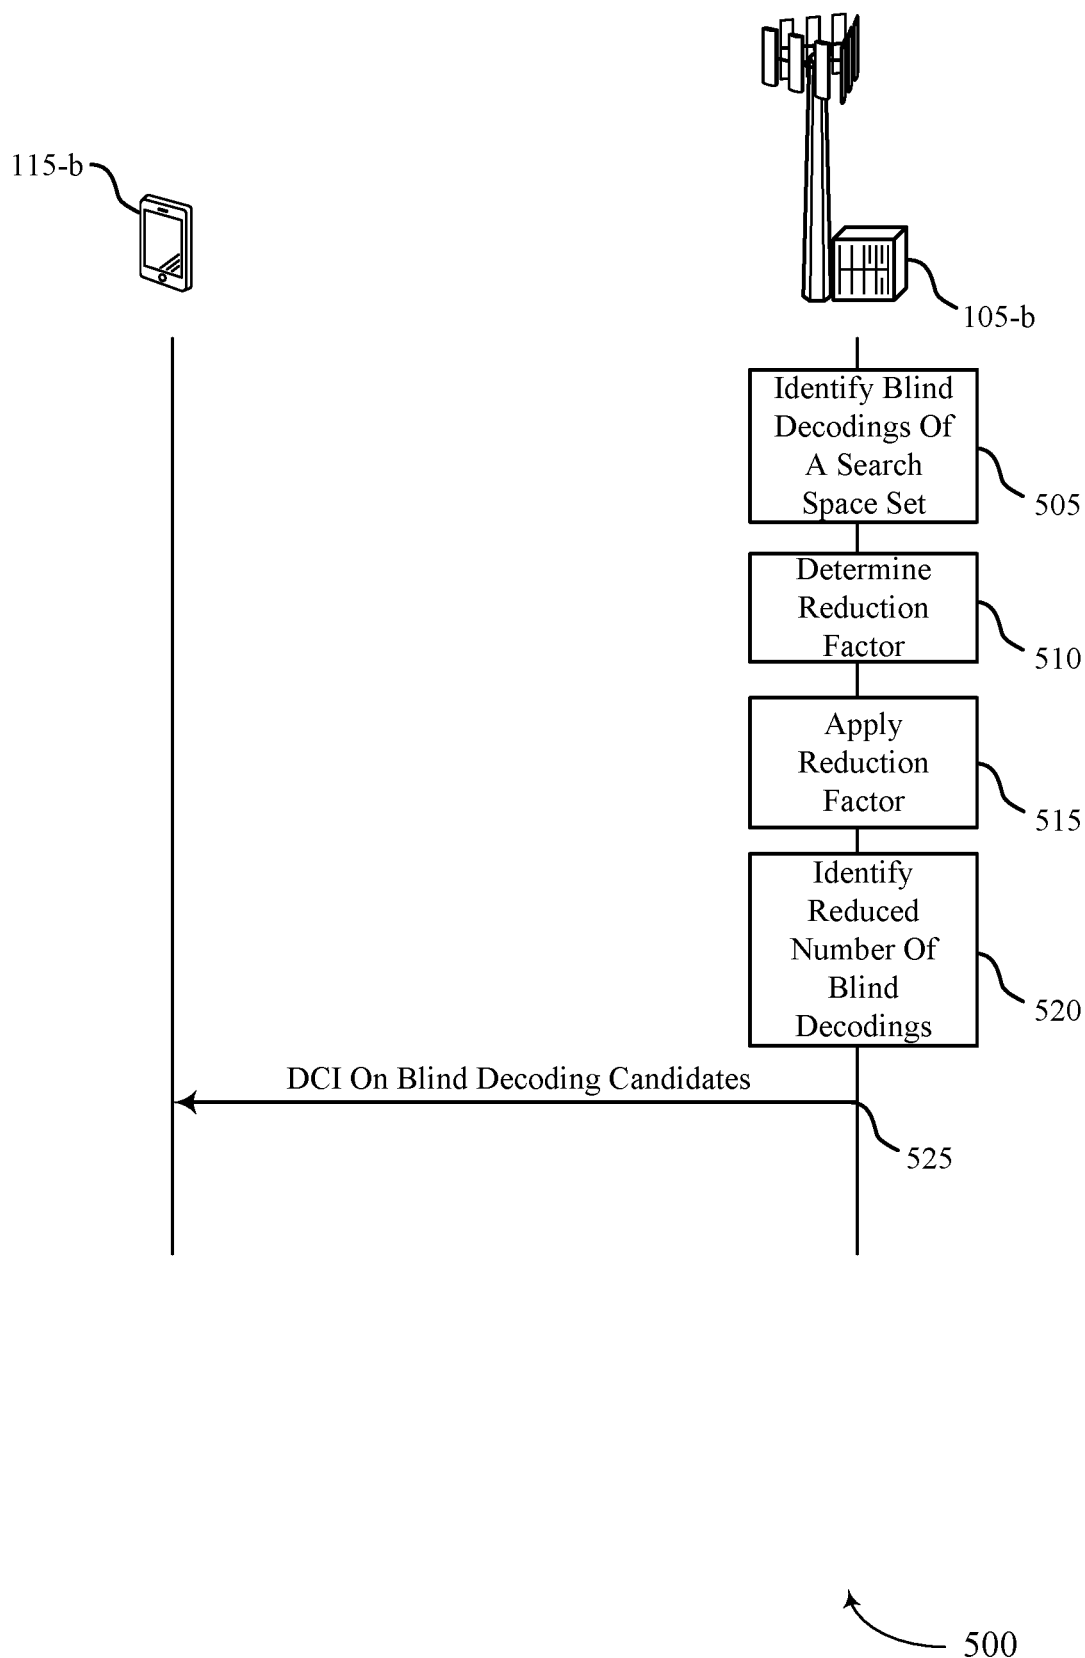 115-b
105-b
Identify Blind
Decodings Of
A Search
Space Set
505
Determine
Reduction
Factor
510
Apply
Reduction
Factor
515
Identify
Reduced
Number Of
Blind
Decodings
520
DCI On Blind Decoding Candidates
525
500